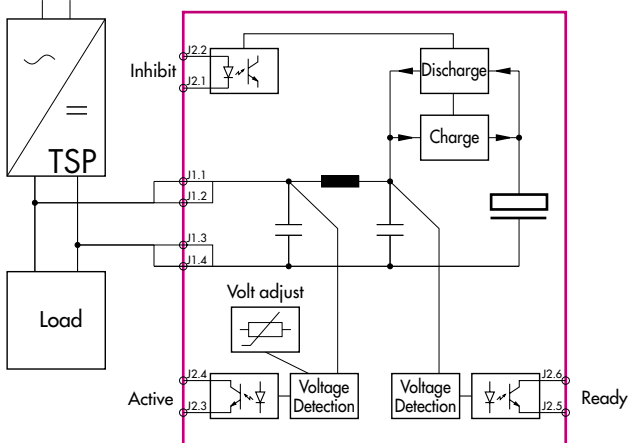 J2.2
Inhibit
J2.1
Discharge
Charge
TSP
J1.1
J1.2
J1.3
J1.4
Load
Volt adjust
J2.4
Active
J2.3
Voltage
Detection
Voltage
Detection
J2.6
Ready
J2.5